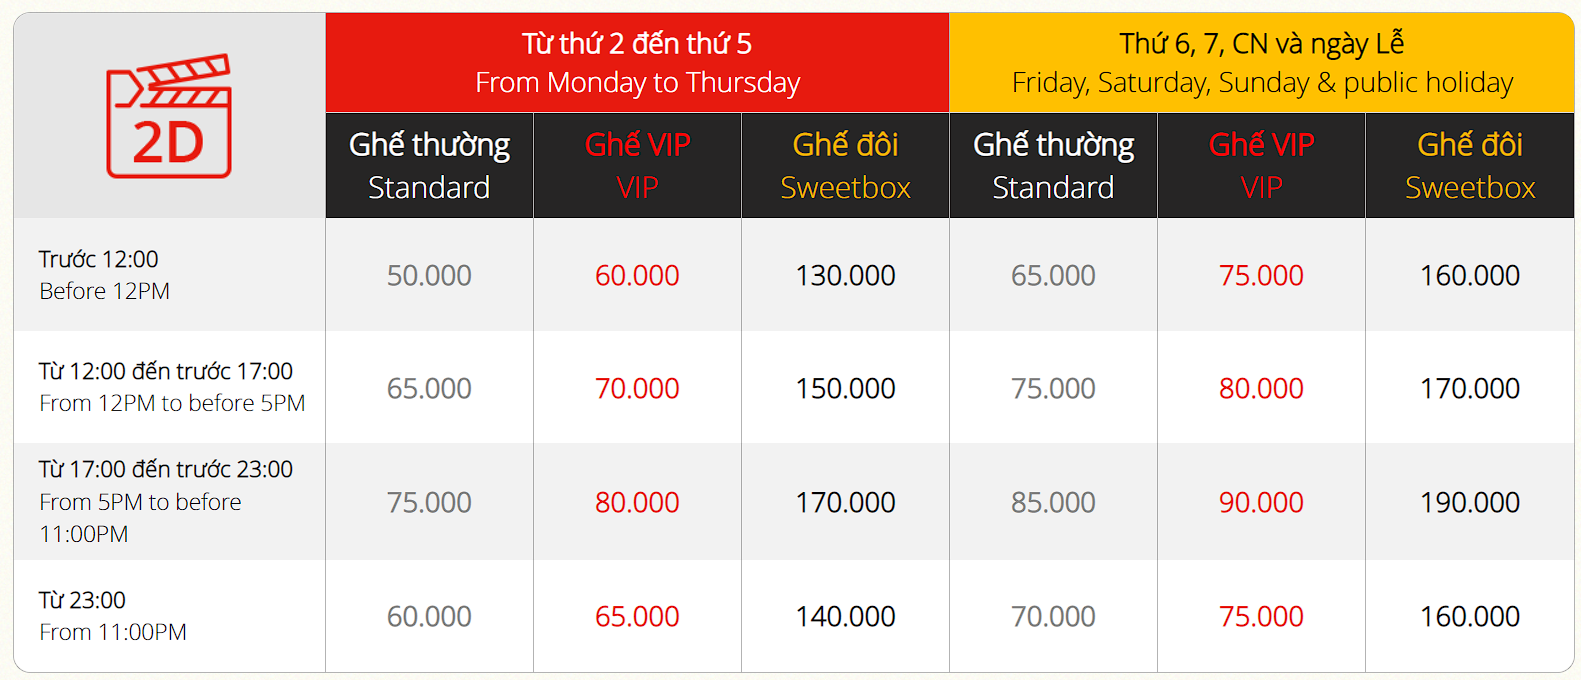 2D
Từ thứ 2 đến thứ 5
From Monday to Thursday
Thứ 6, 7, CN và ngày Lễ
Friday, Saturday, Sunday & public holiday
Ghế thường
Standard
Ghế VIP
VIP
Ghế đôi
Sweetbox
Ghế thường
Standard
Ghế VIP
VIP
Ghế đôi
Sweetbox
Trước 12:00
Before 12PM
50.000 60.000 130.000 65.000 75.000 160.000
Từ 12:00 đến trước 17:00
From 12PM to before 5PM
65.000 70.000 150.000 75.000 80.000 170.000
Từ 17:00 đến trước 23:00
From 5PM to before
11:00PM
75.000 80.000 170.000 85.000 90.000 190.000
Từ 23:00
From 11:00PM
60.000 65.000 140.000 70.000 75.000 160.000